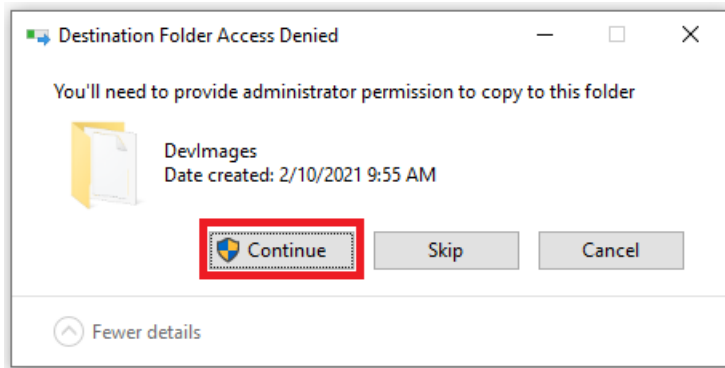 Destination Folder Access Denied
You'll need to provide administrator permission to copy to this folder
DevImages
Date created: 2/10/2021 9:55 AM
Continue
Skip
Cancel
Fewer details